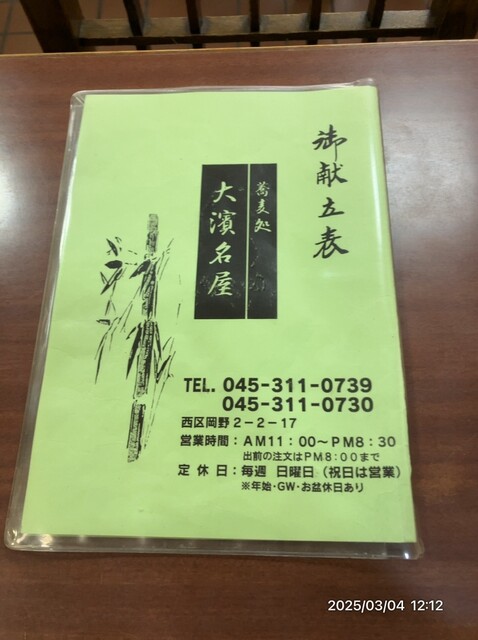 御献立表
蕎麦処
大濱名屋
TEL. 045-311-0739
045-311-0730
西区岡野2-2-17
営業時間：AM11：00～PM8：30
出前の注文はPM8:00まで
定休日：毎週 日曜日（祝日は営業）
※年始・GW・お盆休日あり
2025/03/04 12:12